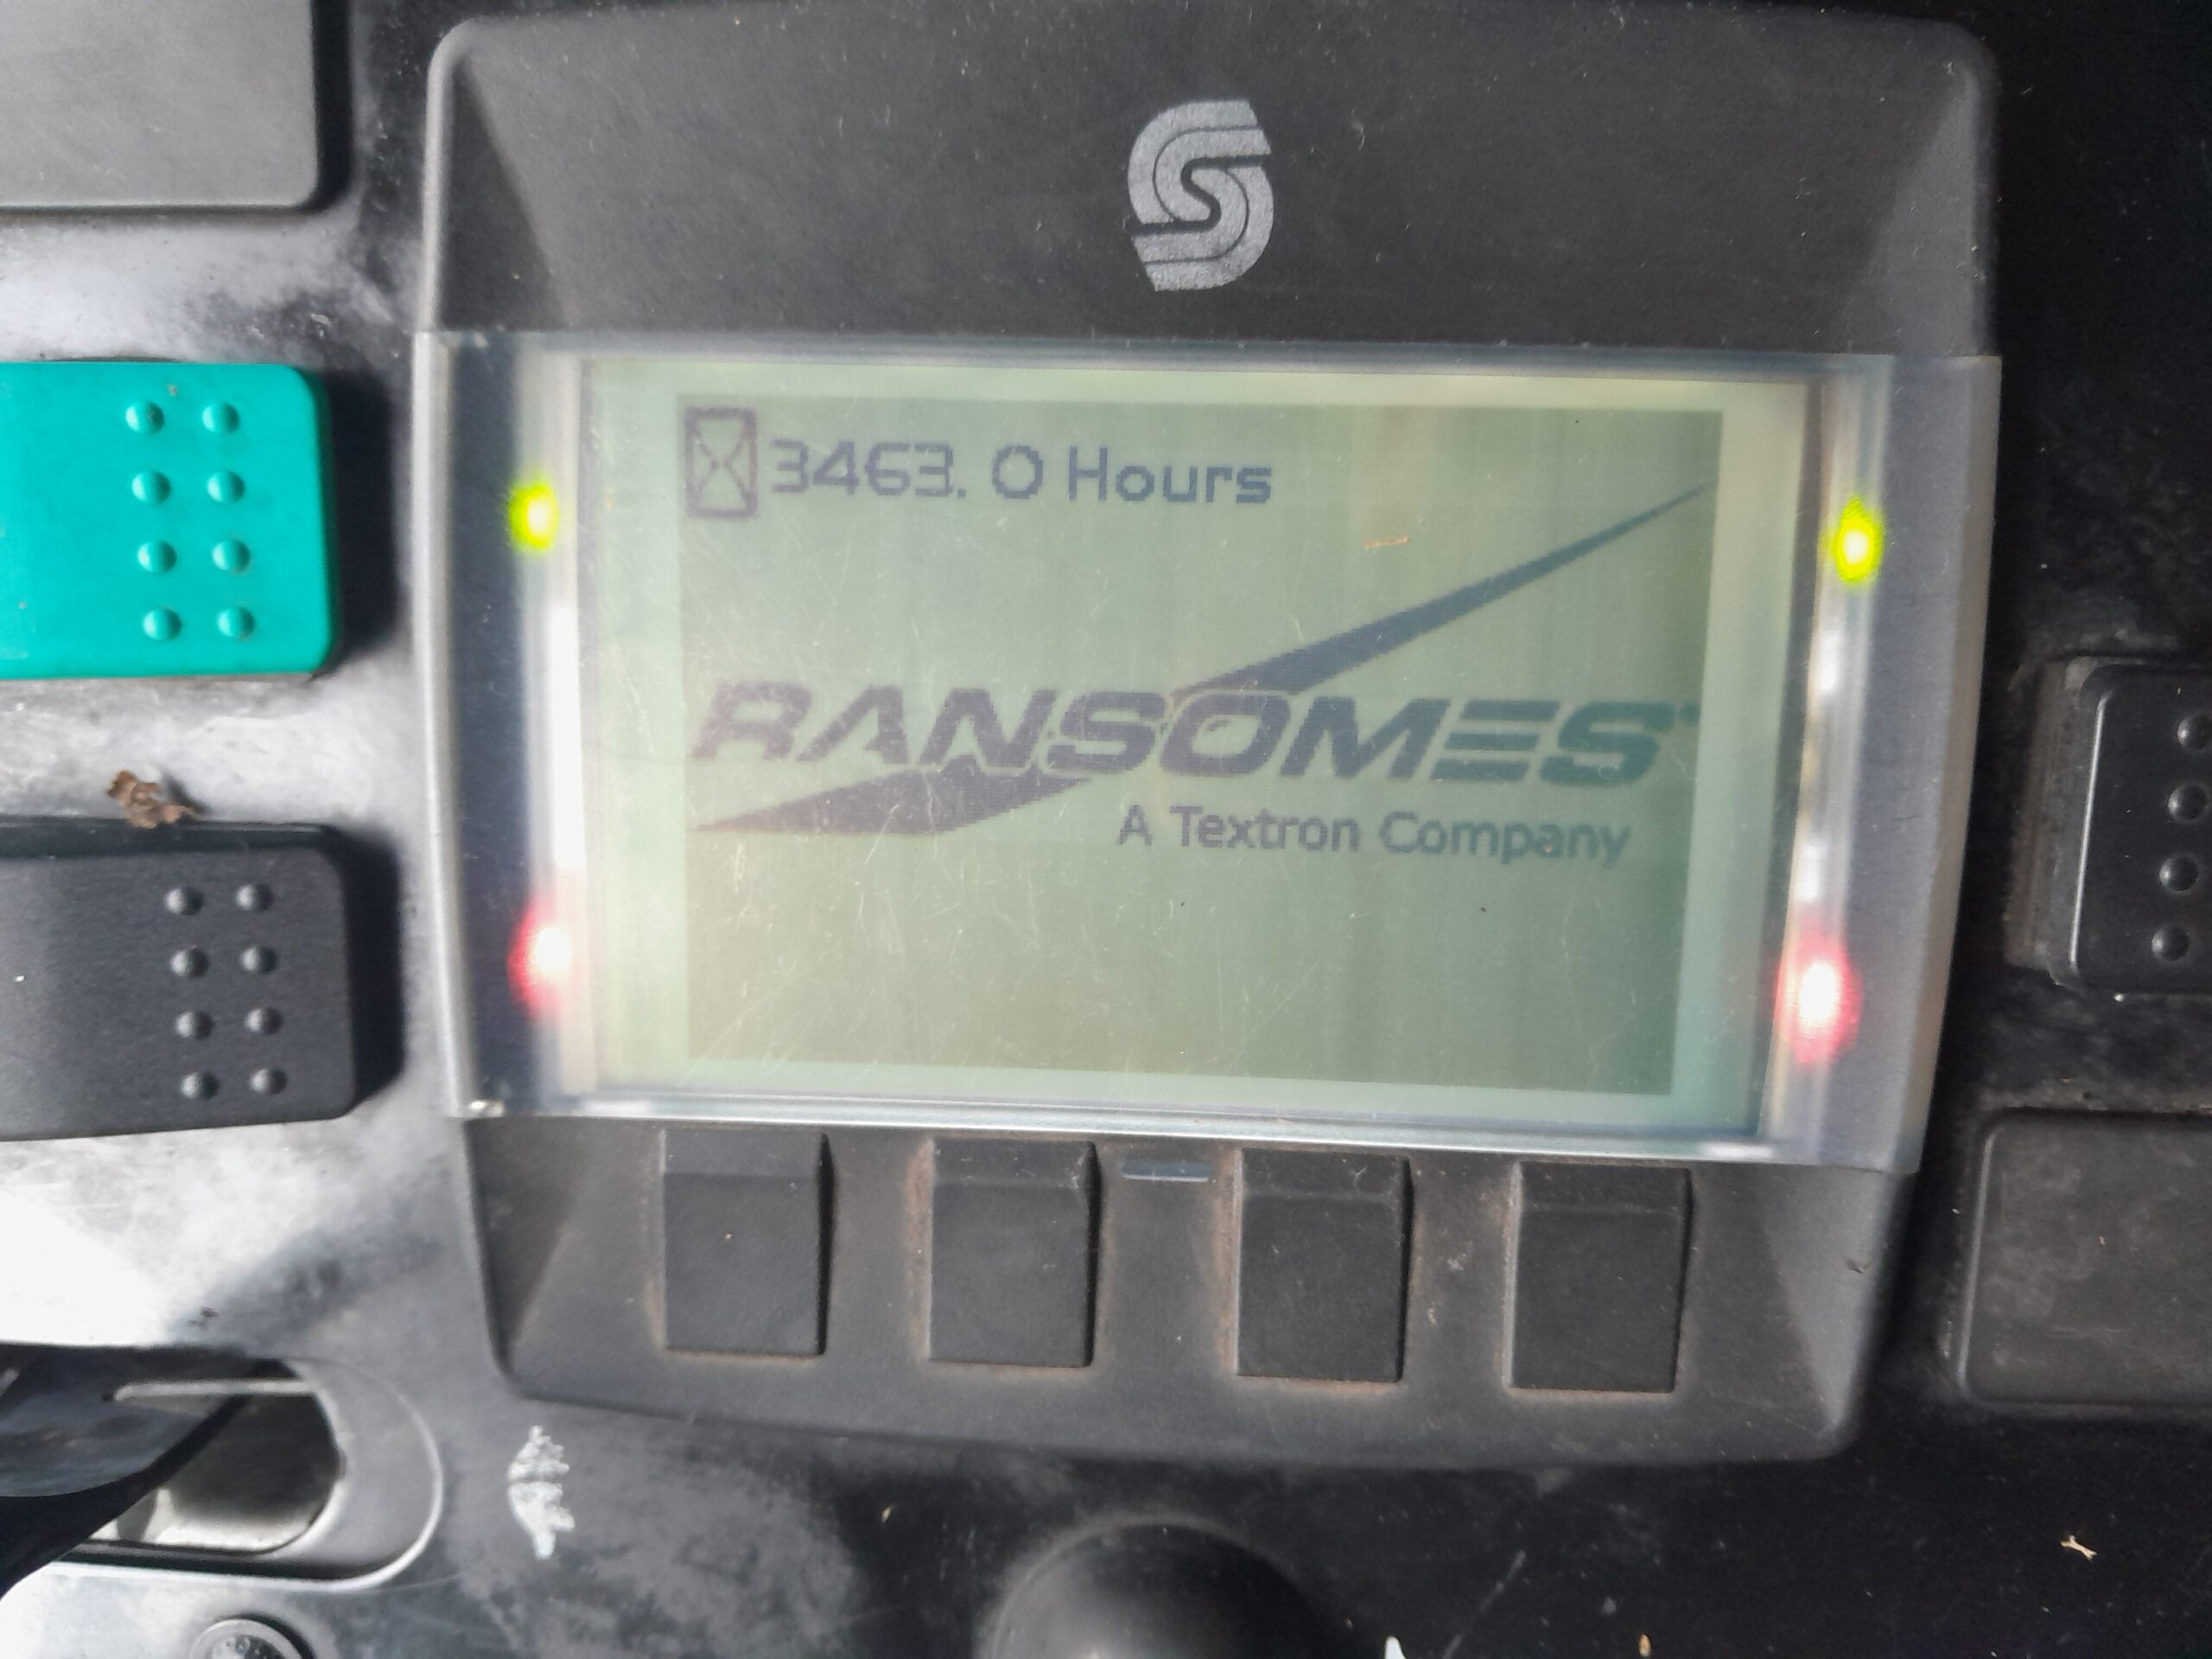 3463. 0 Hours
RANSOMES
A Textron Company